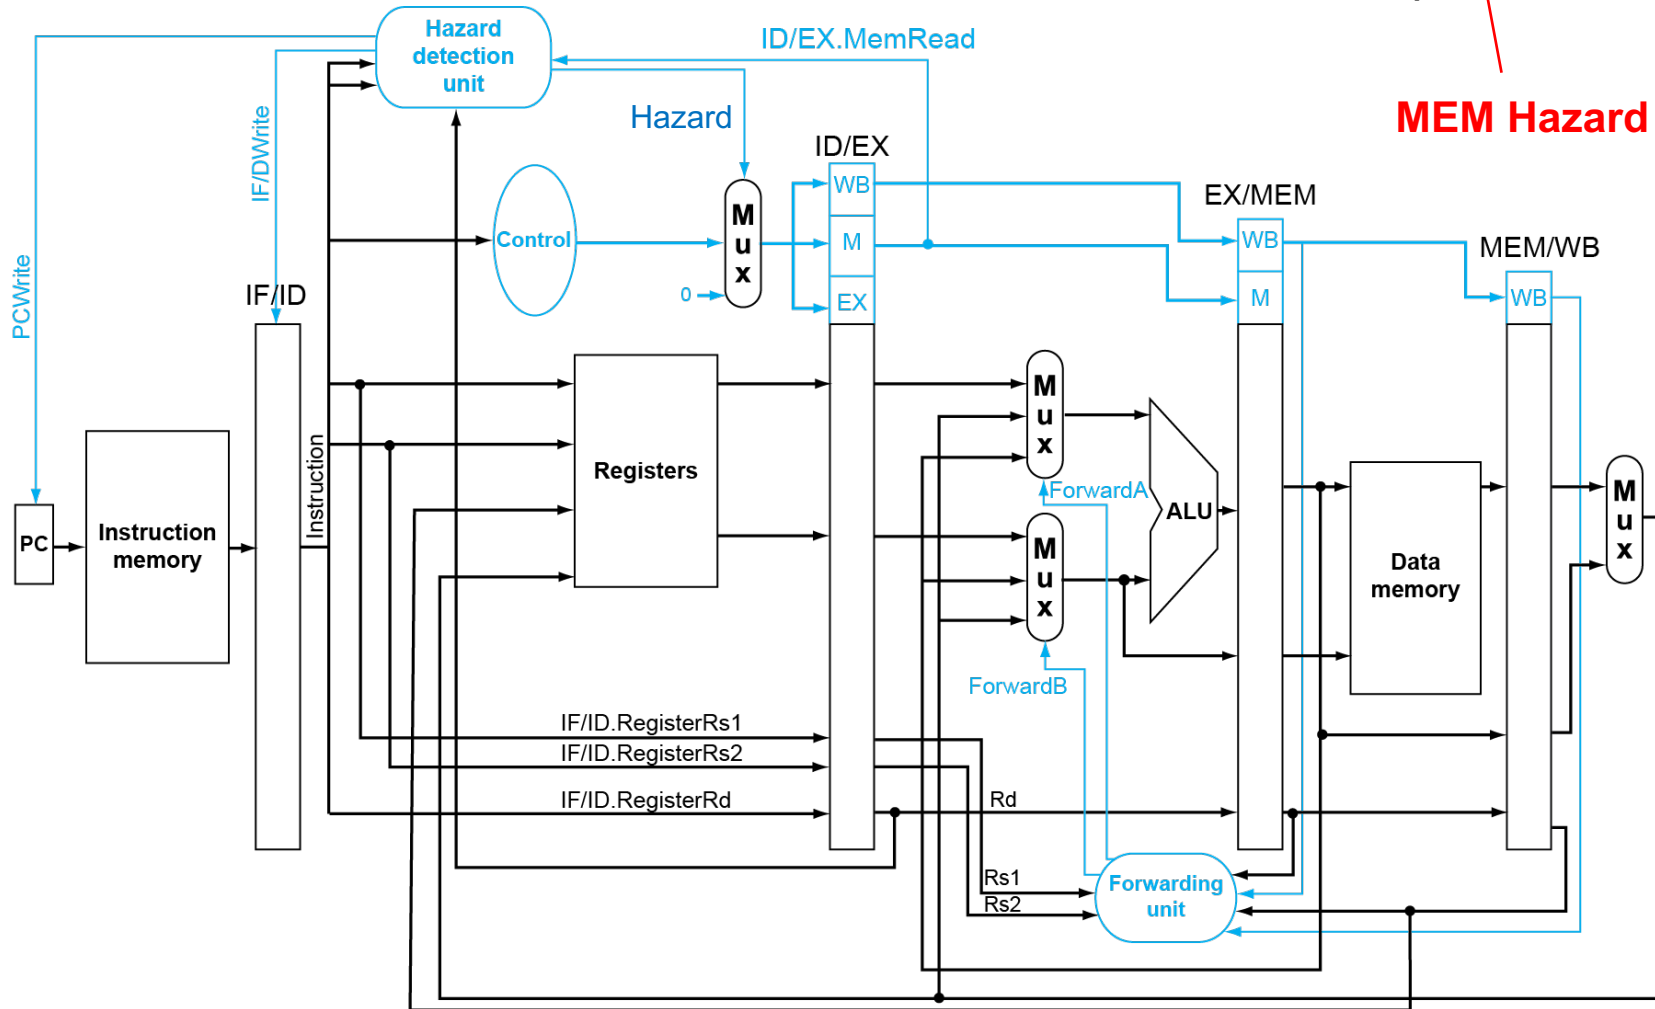 Hazard
detection
unit
ID/EX.MemRead
Hazard
MEM Hazard
IF/DWrite
PCWrite
ID/EX
WB
M
EX
EX/MEM
WB
M
MEM/WB
WB
Control
M
u
x
0
IF/ID
Instruction
PC
Instruction
memory
Registers
M
u
x
ForwardA
M
u
x
ForwardB
ALU
Data
memory
M
u
x
IF/ID.RegisterRs1
IF/ID.RegisterRs2
IF/ID.RegisterRd
Rd
Rs1
Rs2
Forwarding
unit